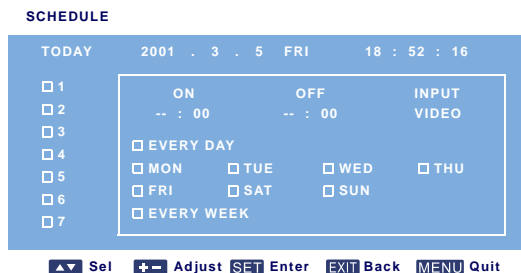 SCHEDULE
TODAY 2001 . 3 . 5 FRI 18 : 52 : 16
1
2
3
4
5
6
7
ON OFF INPUT
-- : 00 -- : 00 VIDEO
EVERY DAY
MON TUE WED THU
FRI SAT SUN
EVERY WEEK
▲▼ Sel + − Adjust SET Enter EXIT Back MENU Quit